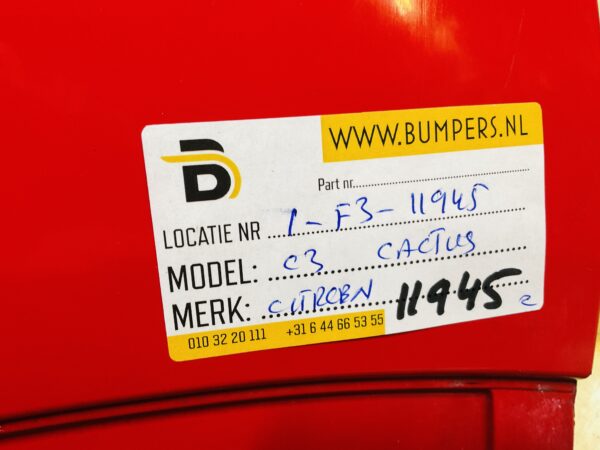 WWW.BUMPERS.NL
B
Part nr.
LOCATIE NR 1-F3-11945
MODEL: C3 CACTUS
MERK: CITROEN 11945
010 32 20 111 +31 6 44 66 53 55